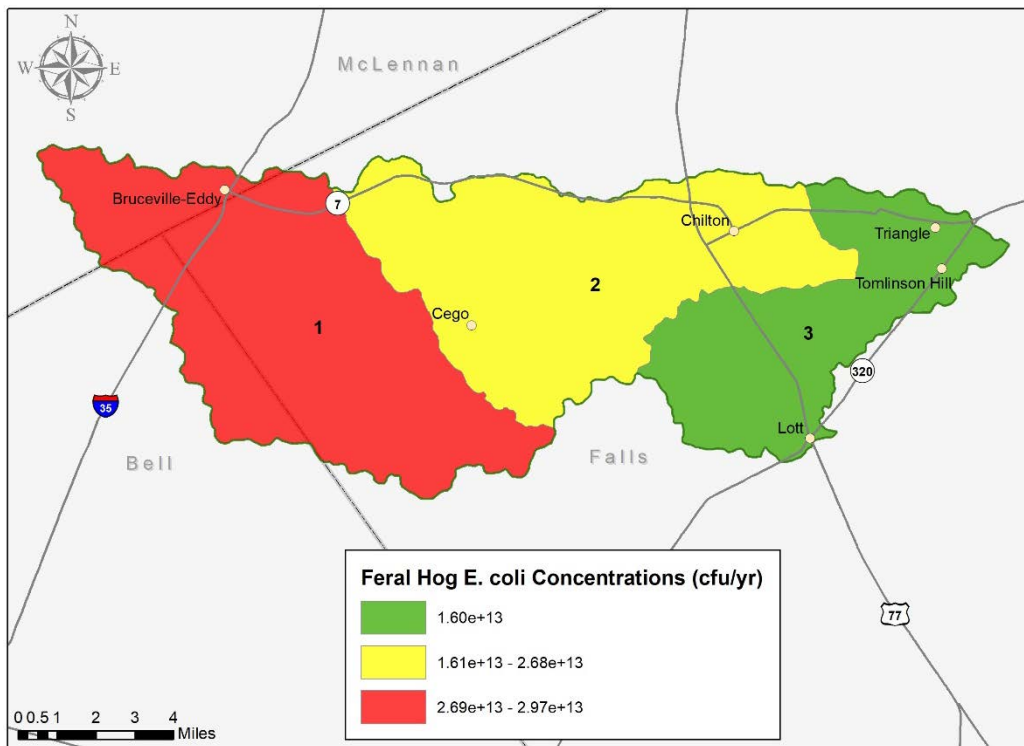 N
W E
S
McLennan
Bruceville-Eddy
7
Chilton
Triangle
2
Tomlinson Hill
1
Cego
3
320
35
Lott
Bell
Falls
Feral Hog E. coli Concentrations (cfu/yr)
1.60e+13
1.61e+13 - 2.68e+13
2.69e+13 - 2.97e+13
77
0 0.5 1 2 3 4
Miles